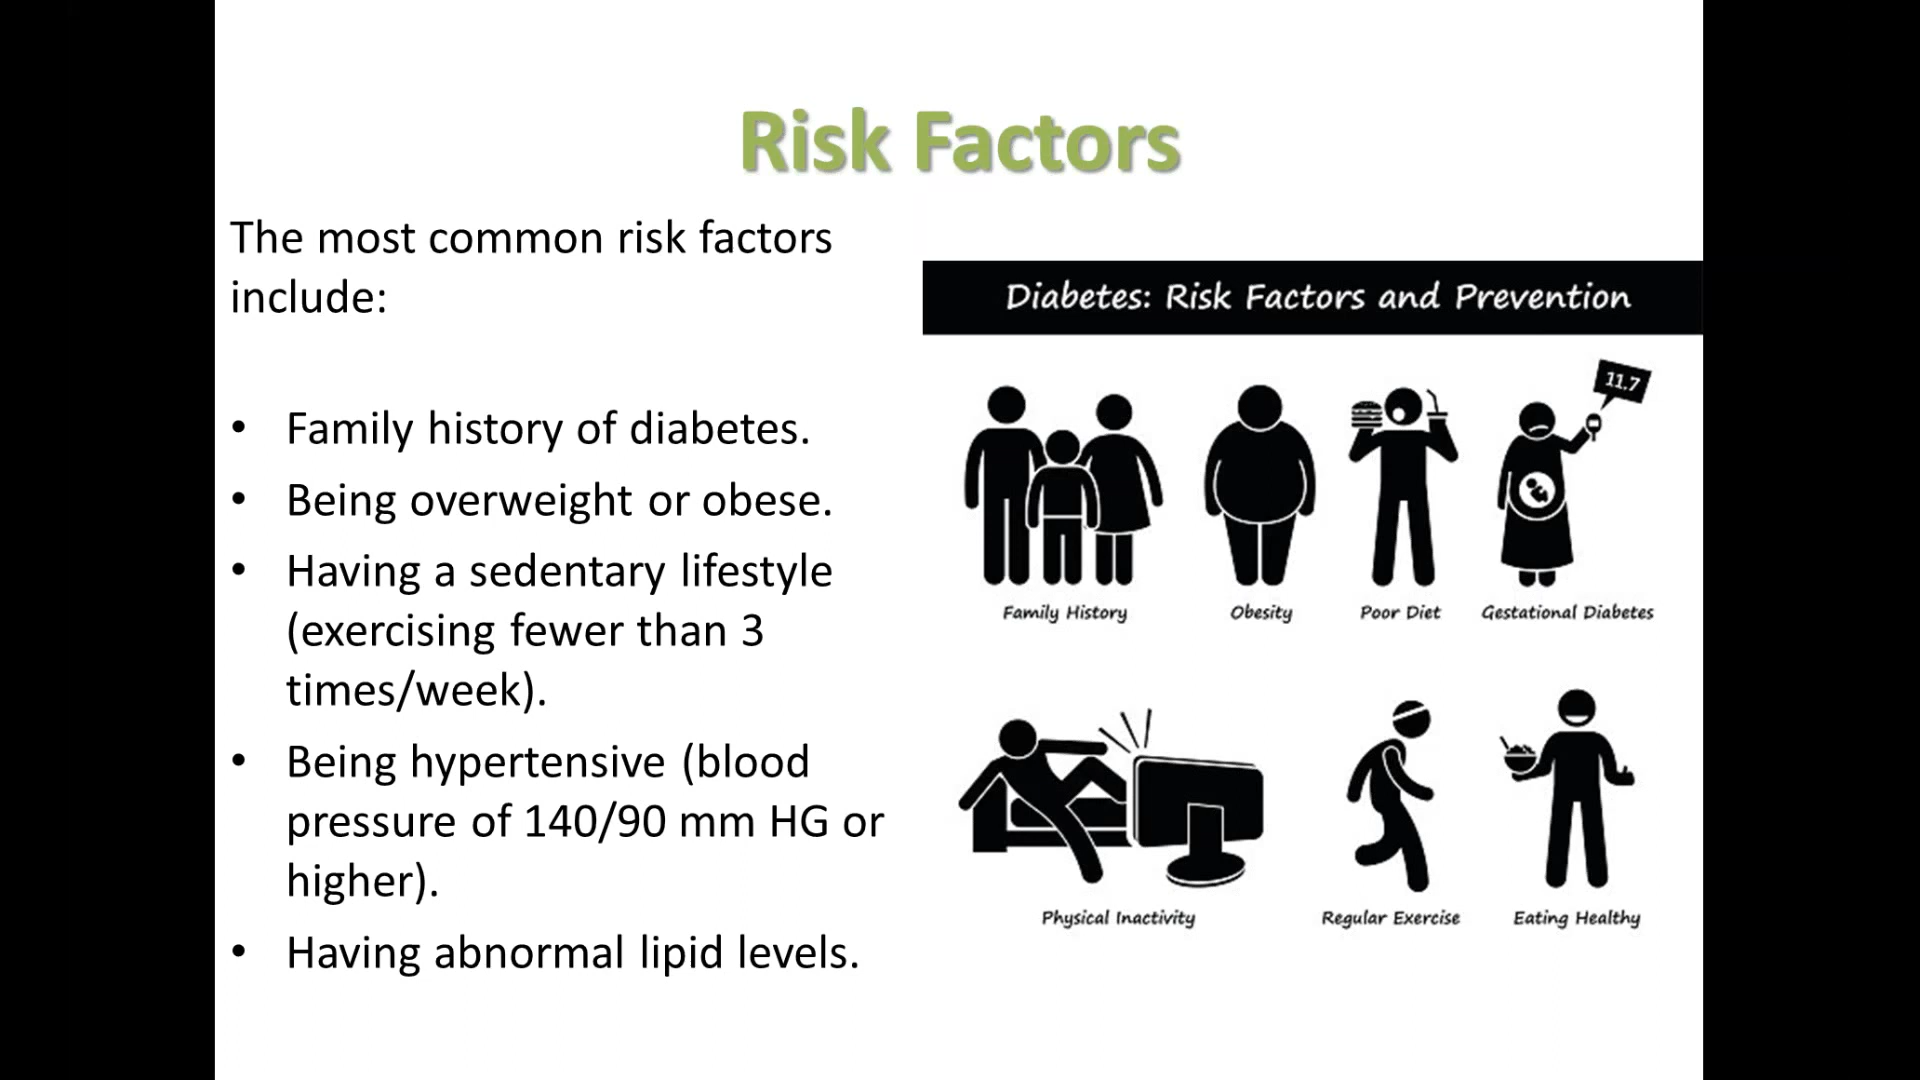 Risk Factors
The most common risk factors
include:
• Family history of diabetes.
• Being overweight or obese.
• Having a sedentary lifestyle
(exercising fewer than 3
times/week).
• Being hypertensive (blood
pressure of 140/90 mm HG or
higher).
• Having abnormal lipid levels.
Diabetes: Risk Factors and Prevention
11.7
Family History
Obesity
Poor Diet
Gestational Diabetes
Physical Inactivity
Regular Exercise
Eating Healthy